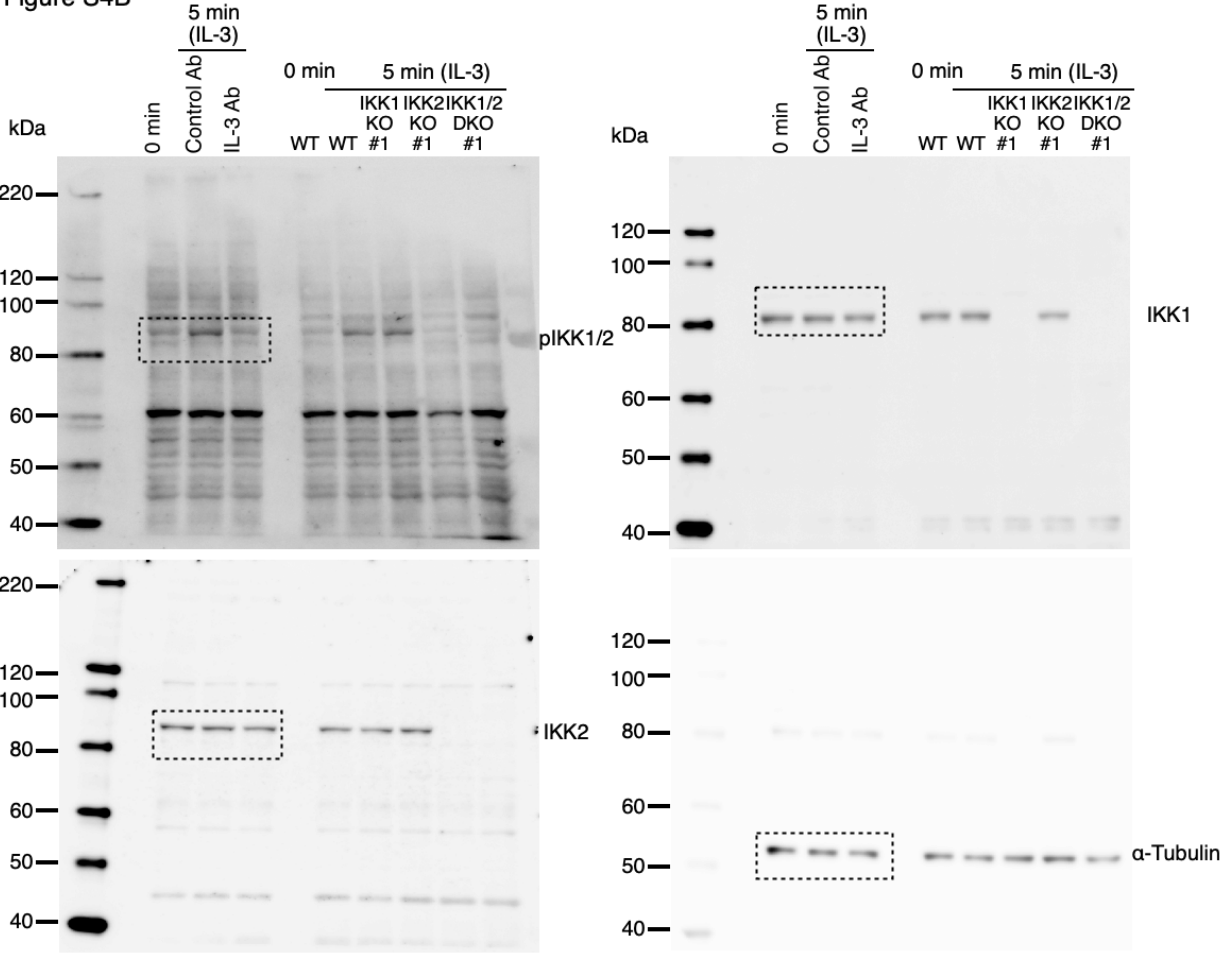 Figure S4B
5 min
(IL-3)
0 min
Control Ab
IL-3 Ab
0 min
5 min (IL-3)
IKK1 IKK2 IKK1/2
KO KO DKO
WT WT #1 #1 #1
kDa
220
120
100
80
60
50
40
pIKK1/2
5 min
(IL-3)
0 min
Control Ab
IL-3 Ab
0 min
5 min (IL-3)
IKK1 IKK2 IKK1/2
KO KO DKO
WT WT #1 #1 #1
kDa
120
100
80
60
50
40
IKK1
220
120
100
80
60
50
40
IKK2
120
100
80
60
50
40
α-Tubulin